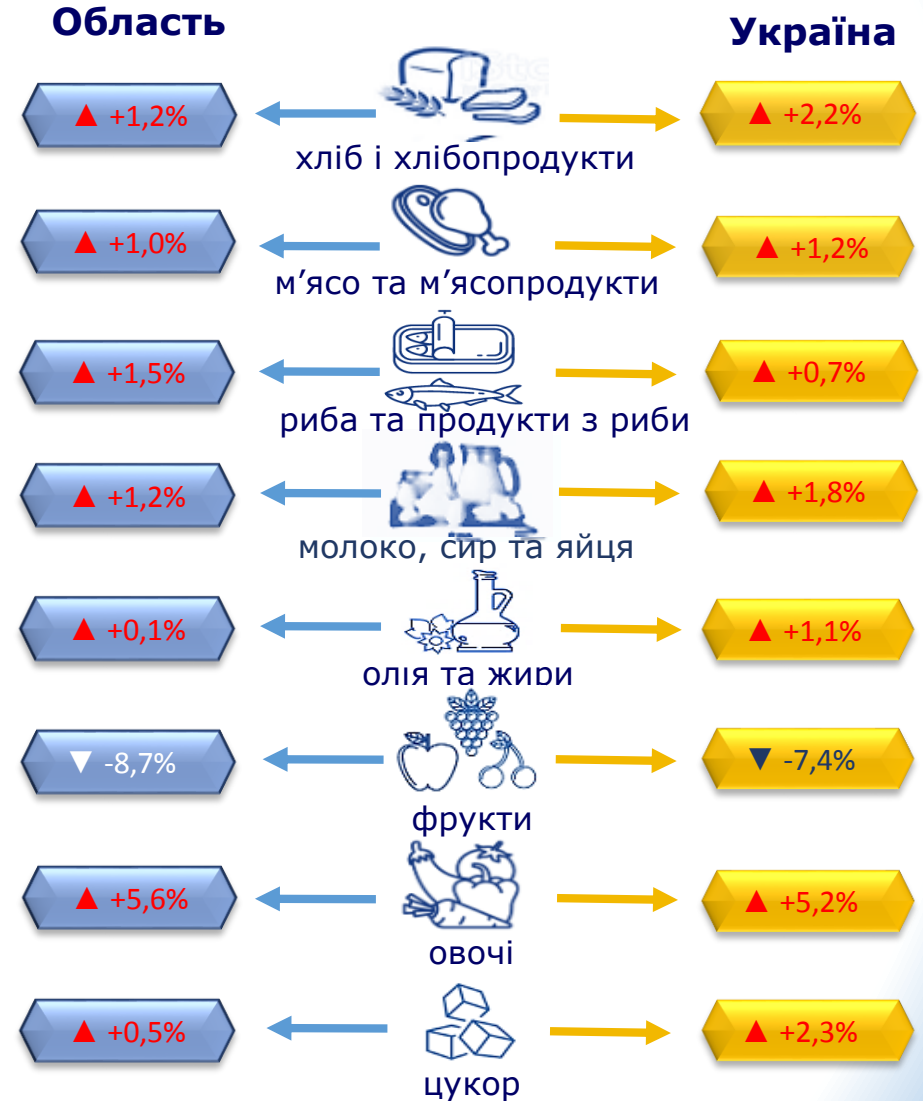 Область
Україна
▲ +1,2%
▲ +2,2%
хліб і хлібопродукти
▲ +1,0%
▲ +1,2%
м’ясо та м’ясопродукти
▲ +1,5%
▲ +0,7%
риба та продукти з риби
▲ +1,2%
▲ +1,8%
молоко, сир та яйця
▲ +0,1%
▲ +1,1%
олія та жири
▼ -8,7%
▼ -7,4%
фрукти
▲ +5,6%
▲ +5,2%
овочі
▲ +0,5%
▲ +2,3%
цукор